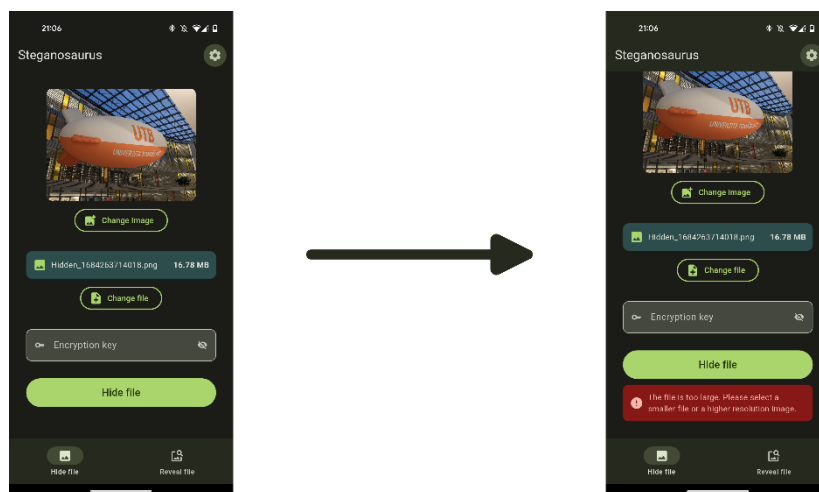 21:06
Steganosaurus
UTB
Change Image
Hidden_1684263714018.png 16.78 MB
Change file
Encryption key
Hide file
Hide file Reveal file
21:06
Steganosaurus
UTB
Change Image
Hidden_1684263714018.png 16.78 MB
Change file
Encryption key
Hide file
The file is too large. Please select a
smaller file or a higher resolution image.
Hide file Reveal file